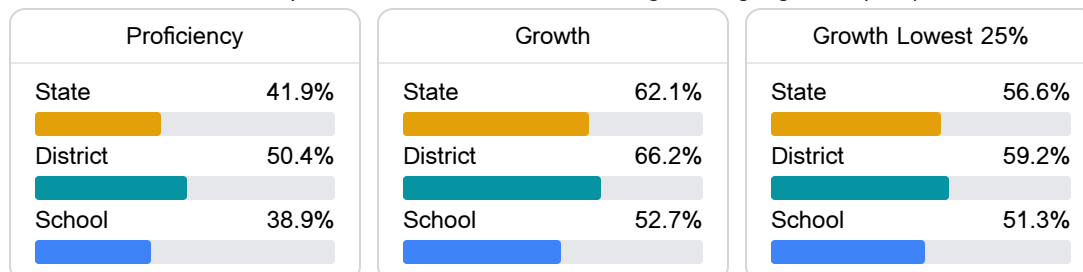 Proficiency
State 41.9%
District 50.4%
School 38.9%
Growth
State 62.1%
District 66.2%
School 52.7%
Growth Lowest 25%
State 56.6%
District 59.2%
School 51.3%